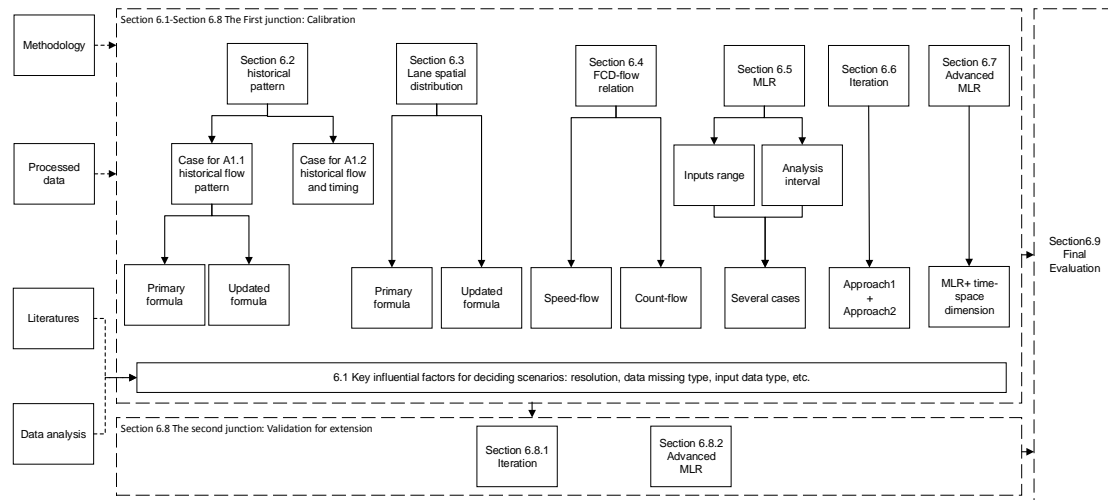 Section 6.1-Section 6.8 The First junction: Calibration
Methodology
Processed
data
Literatures
Data analysis
Section 6.2
historical
pattern
Section 6.3
Lane spatial
distribution
Section 6.4
FCD-flow
relation
Section 6.5
MLR
Section 6.6
Iteration
Section 6.7
Advanced
MLR
Case for A1.1
historical flow
pattern
Case for A1.2
historical flow
and timing
Inputs range
Analysis
interval
Primary
formula
Updated
formula
Primary
formula
Updated
formula
Speed-flow
Count-flow
Several cases
Approach1
+
Approach2
MLR+ time-
space
dimension
6.1 Key influential factors for deciding scenarios: resolution, data missing type, input data type, etc.
Section 6.8 The second junction: Validation for extension
Section 6.8.1
Iteration
Section 6.8.2
Advanced
MLR
Section6.9
Final
Evaluation